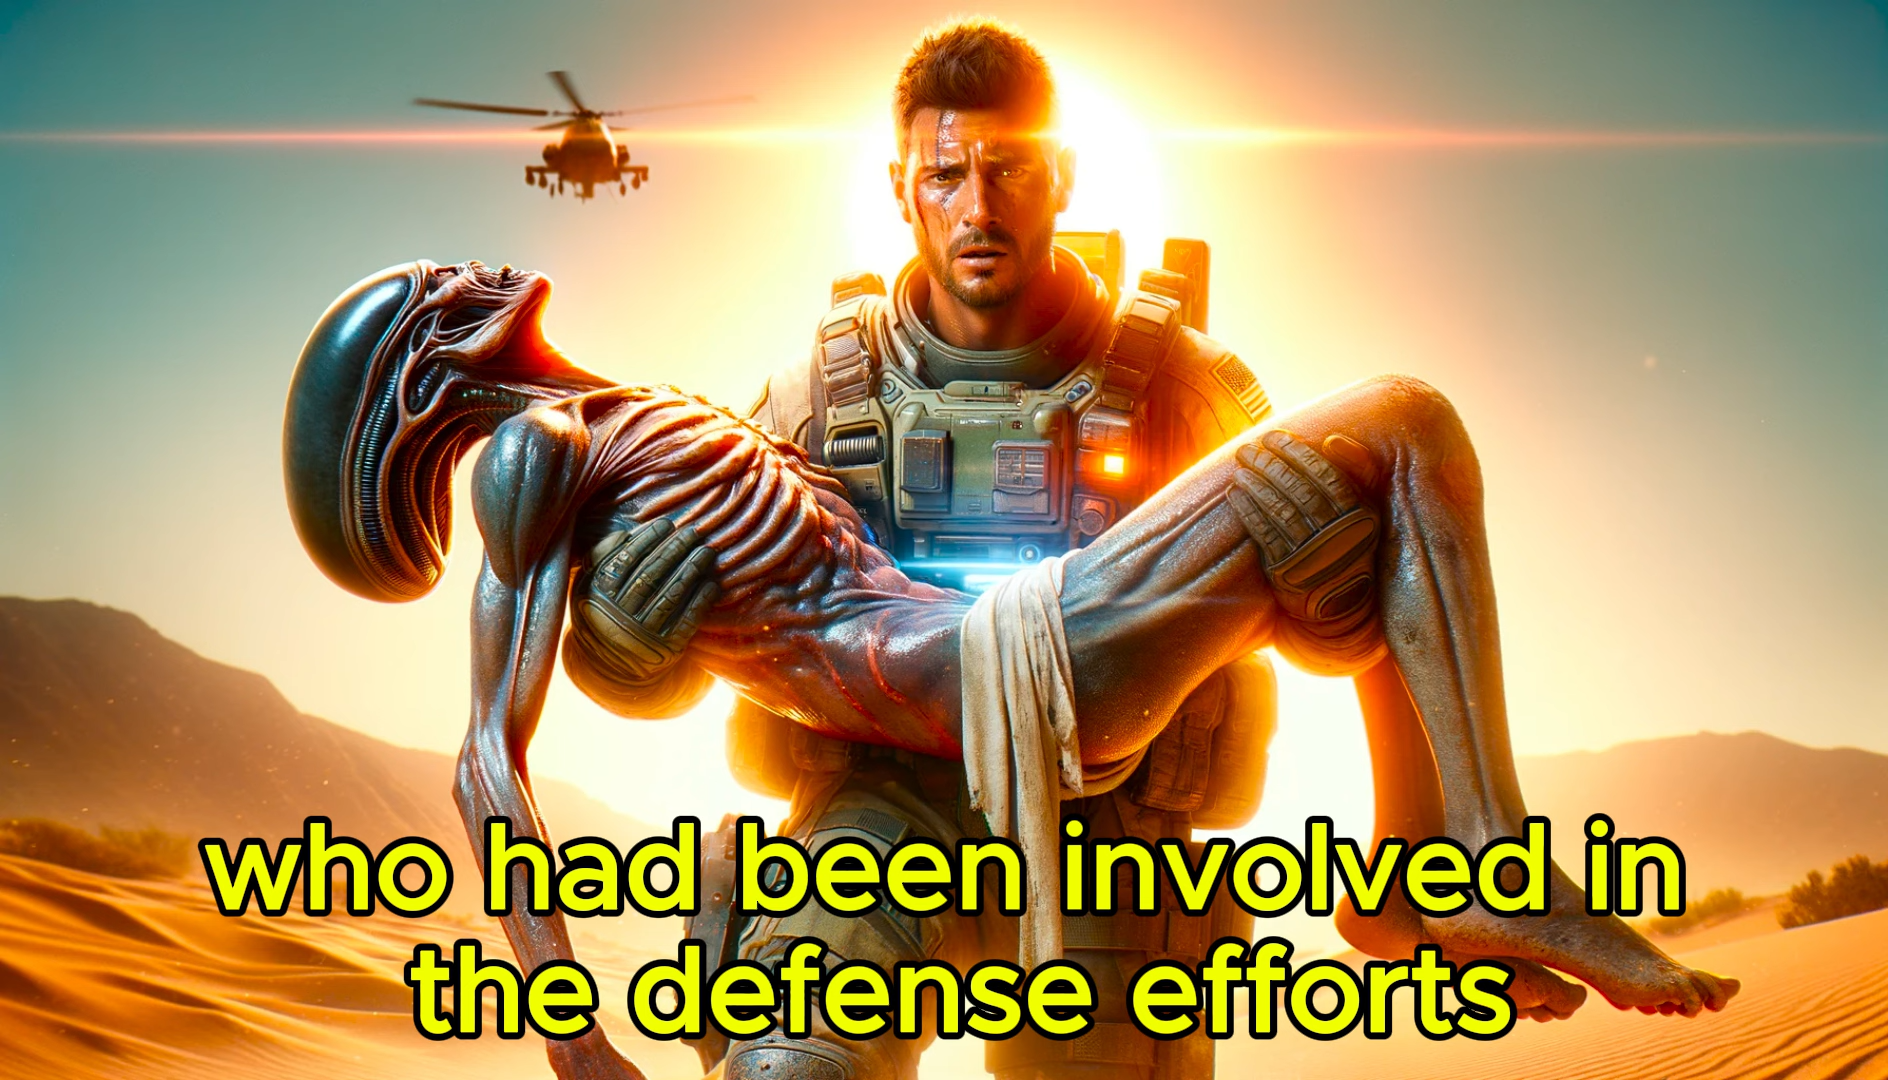 who had been involved in
the defense efforts